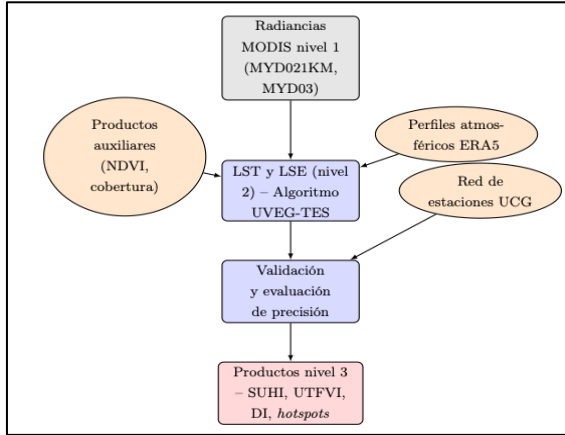 Radiancias
MODIS nivel 1
(MYD021KM,
MYD03)
Productos
auxiliares
(NDVI,
cobertura)
Perfiles atmos-
féricos ERA5
Red de
estaciones UCG
LST y LSE (nivel
2) – Algoritmo
UVEG-TES
Validación
y evaluación
de precisión
Productos nivel 3
– SUHI, UTFVI,
DI, hotspots